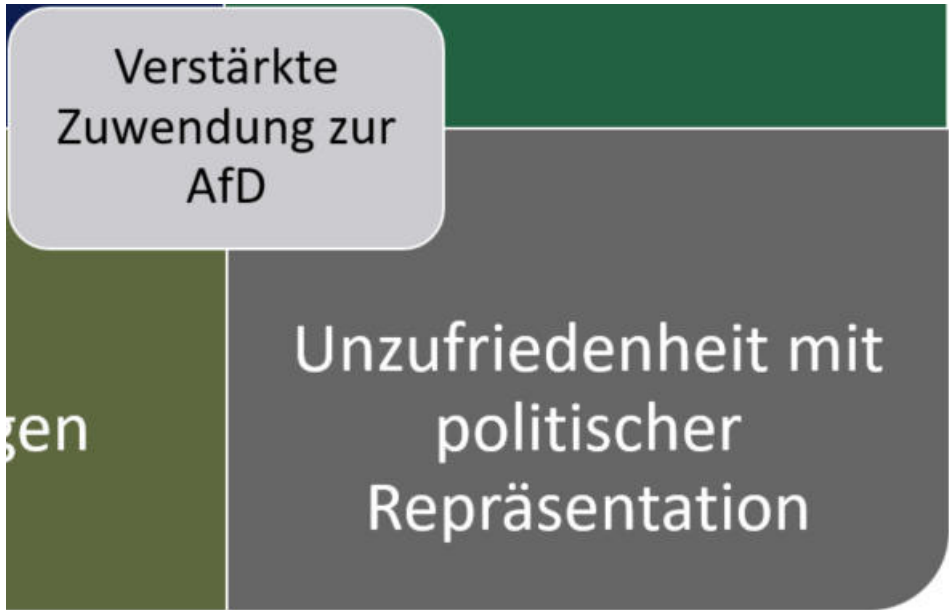 Verstärkte
Zuwendung zur
AfD
Unzufriedenheit mit
gen
politischer
Repräsentation